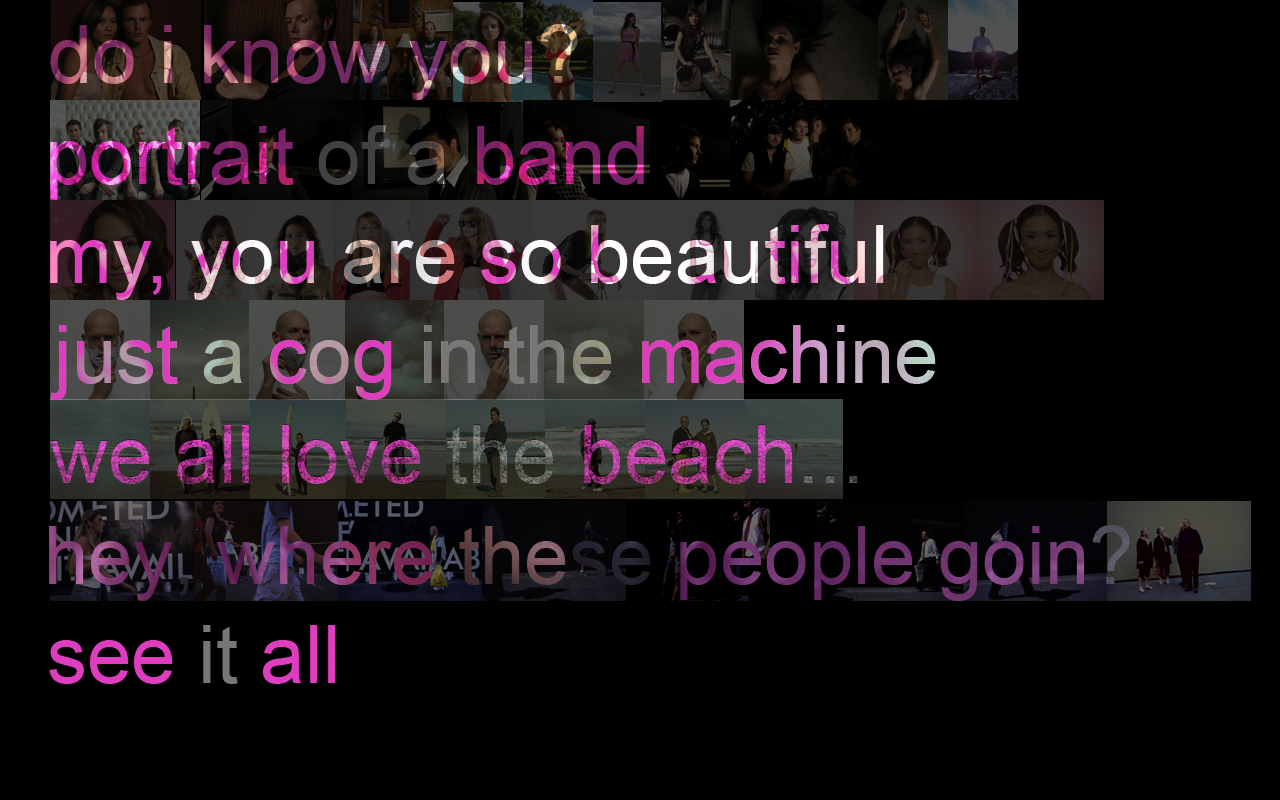 do i know you?
portrait of a band
my, you are so beautiful
just a cog in the machine
we all love the beach...
hey, where these people goin?
see it all